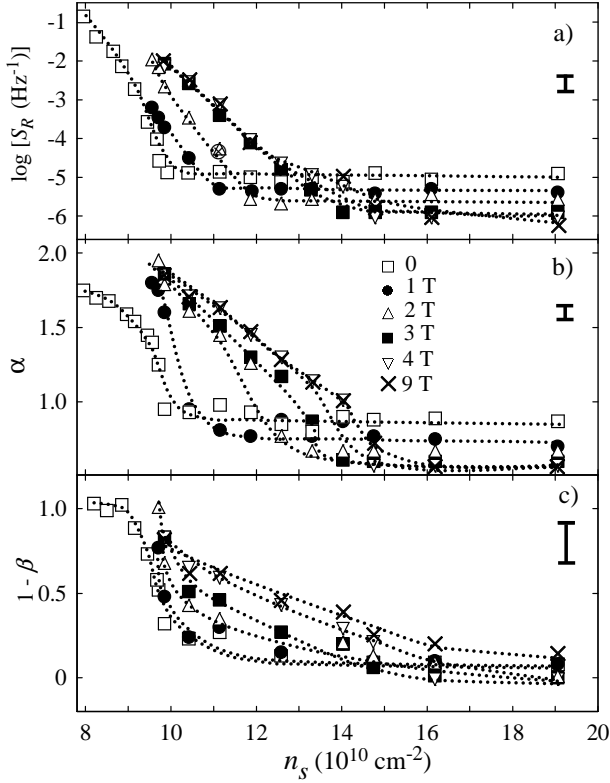 a)
-1
-2
-3
-4
-5
-6
log [S_R (Hz⁻¹)]
b)
2.0
1.5
1.0
α
0
1 T
2 T
3 T
4 T
9 T
c)
1.0
0.5
0
1 - β
8 10 12 14 16 18 20
n_s (10¹⁰ cm⁻²)